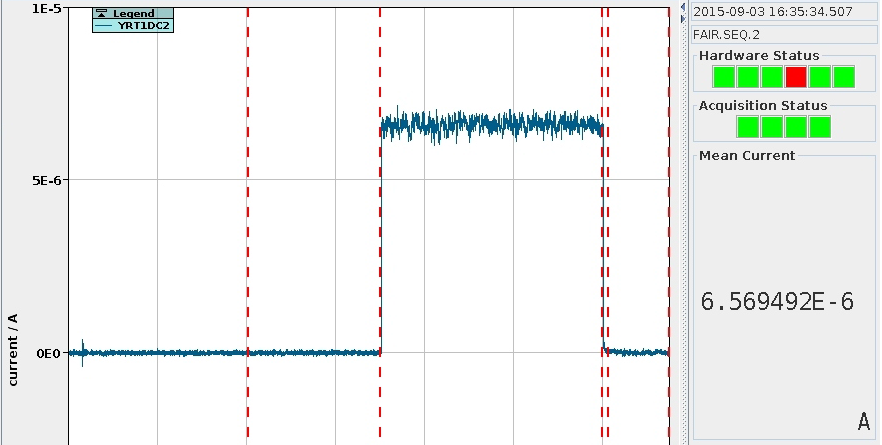 1E-5
Legend
YRT1DC2
5E-6
0E0
current / A
2015-09-03 16:35:34.507
FAIR.SEQ.2
Hardware Status
Acquisition Status
Mean Current
6.569492E-6
A